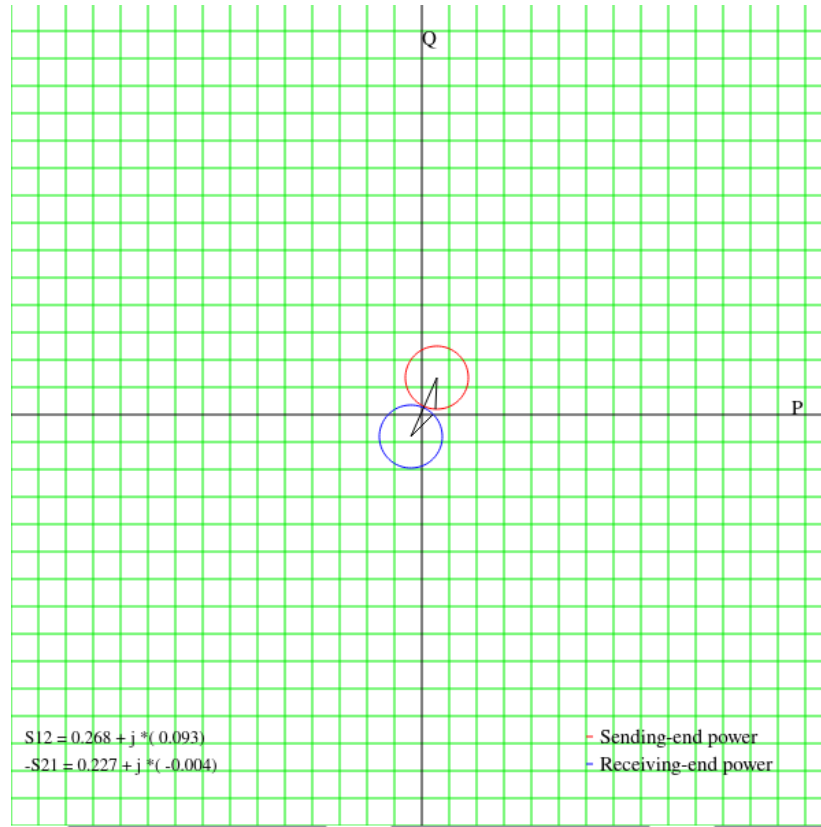 Q
P
S12 = 0.268 + j *( 0.093)
-S21 = 0.227 + j *( -0.004)
Sending-end power
Receiving-end power